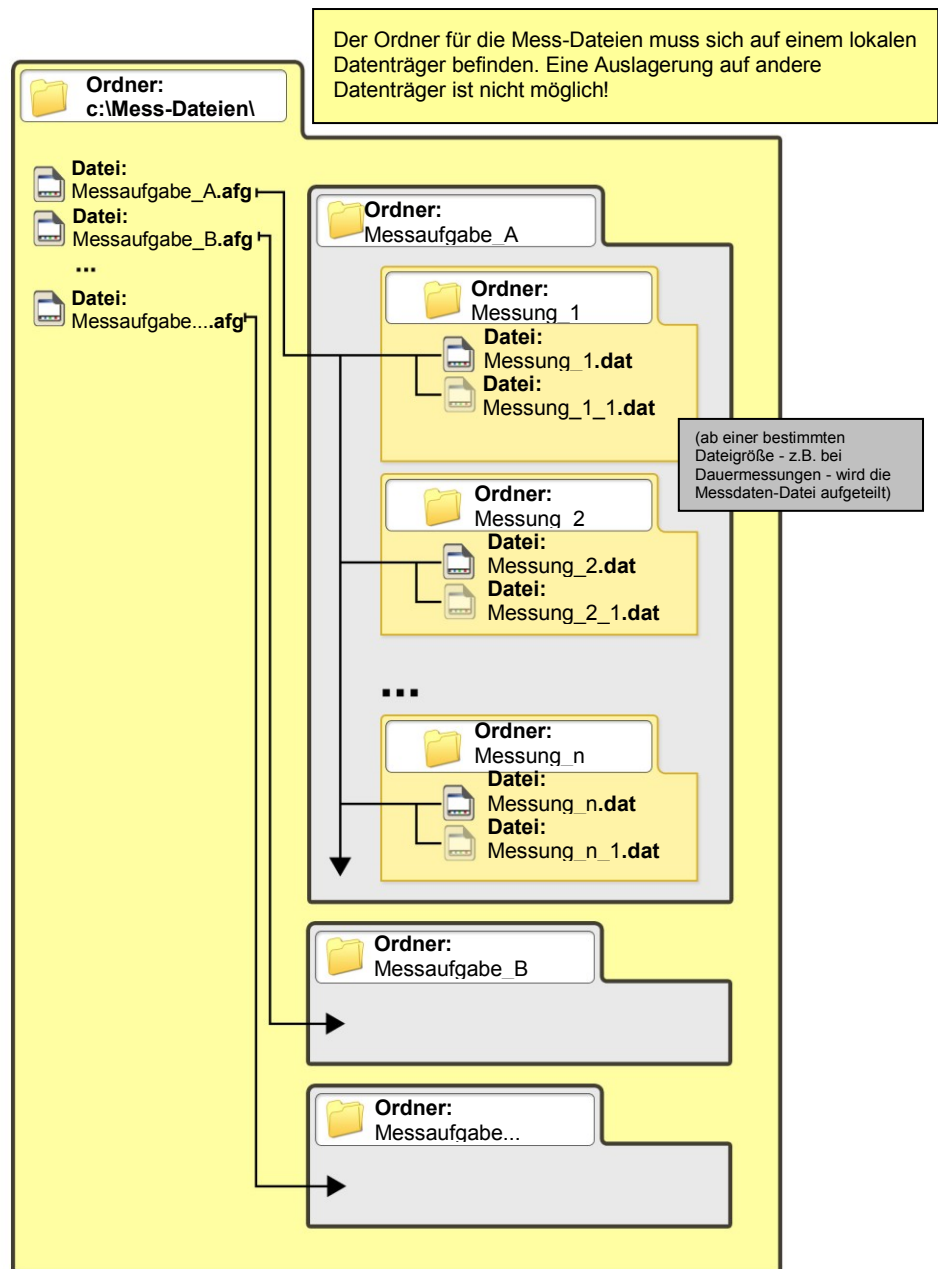 Der Ordner für die Mess-Dateien muss sich auf einem lokalen
Datenträger befinden. Eine Auslagerung auf andere
Datenträger ist nicht möglich!
Ordner:
c:\Mess-Dateien\
Datei:
Messaufgabe_A.afg
Datei:
Messaufgabe_B.afg
...
Datei:
Messaufgabe....afg
Ordner:
Messaufgabe_A
Ordner:
Messung_1
Datei:
Messung_1.dat
Datei:
Messung_1_1.dat
(ab einer bestimmten
Dateigröße - z.B. bei
Dauermessungen - wird die
Messdaten-Datei aufgeteilt)
Ordner:
Messung_2
Datei:
Messung_2.dat
Datei:
Messung_2_1.dat
...
Ordner:
Messung_n
Datei:
Messung_n.dat
Datei:
Messung_n_1.dat
Ordner:
Messaufgabe_B
Ordner:
Messaufgabe...